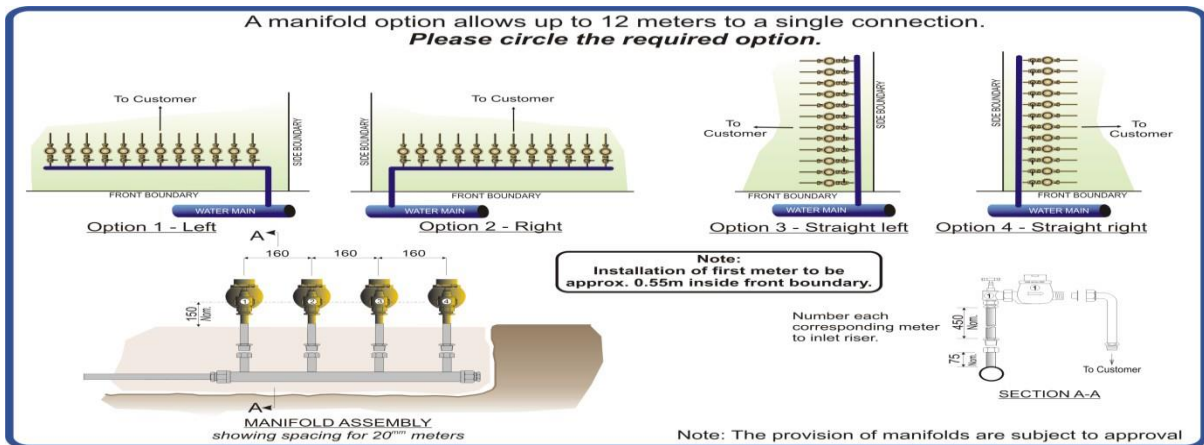 A manifold option allows up to 12 meters to a single connection.
Please circle the required option.
To Customer
SIDE BOUNDARY
FRONT BOUNDARY
WATER MAIN
Option 1 - Left
To Customer
SIDE BOUNDARY
FRONT BOUNDARY
WATER MAIN
Option 2 - Right
To
Customer
SIDE BOUNDARY
FRONT BOUNDARY
WATER MAIN
Option 3 - Straight left
To
Customer
SIDE BOUNDARY
FRONT BOUNDARY
WATER MAIN
Option 4 - Straight right
A
160
160
160
150
Nom.
1
2
3
4
A
MANIFOLD ASSEMBLY
showing spacing for 20mm meters
Note:
Installation of first meter to be
approx. 0.55m inside front boundary.
Number each
corresponding meter
to inlet riser.
1
1
450
Nom.
75
Nom.
To Customer
SECTION A-A
Note: The provision of manifolds are subject to approval